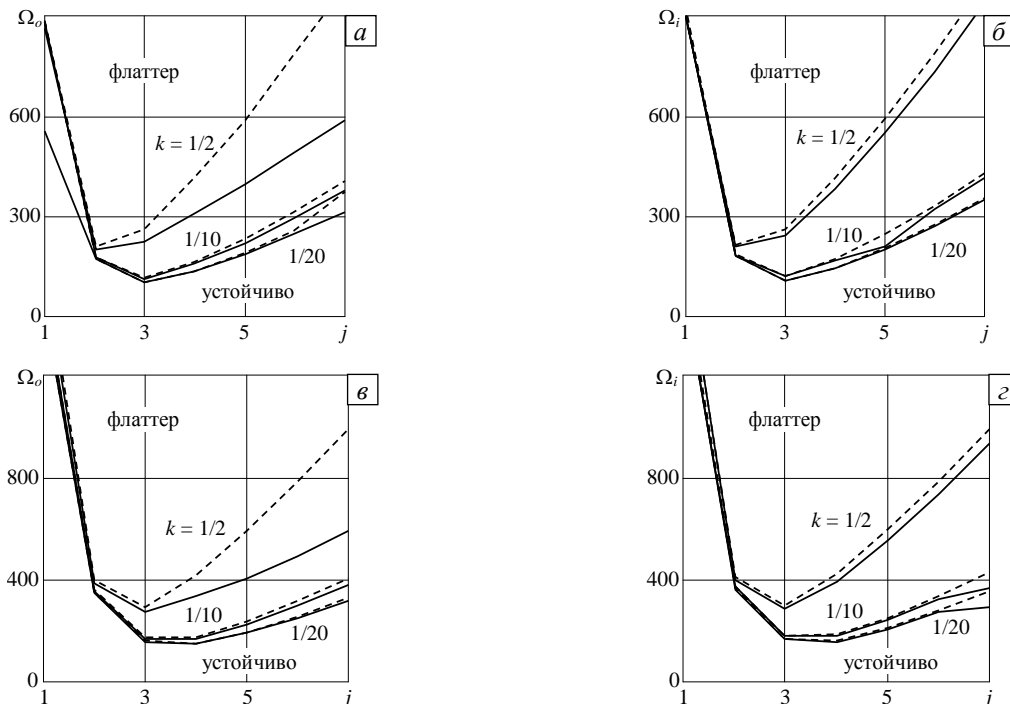 Ωₒ
а
флаттер
600
k = 1/2
300
1/10
1/20
устойчиво
0
1
3
5
j
Ωᵢ
б
флаттер
600
k = 1/2
300
1/10
1/20
устойчиво
0
1
3
5
j
Ωₒ
в
флаттер
800
k = 1/2
400
1/10
1/20
устойчиво
0
1
3
5
j
Ωᵢ
г
флаттер
800
k = 1/2
400
1/10
1/20
устойчиво
0
1
3
5
j